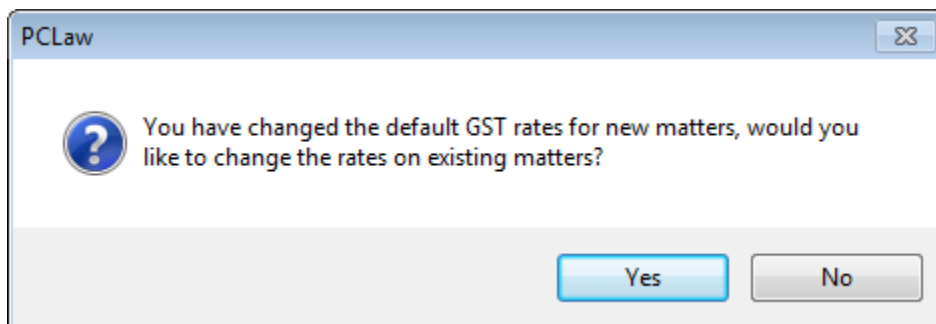 PCLaw
You have changed the default GST rates for new matters, would you
like to change the rates on existing matters?
Yes
No